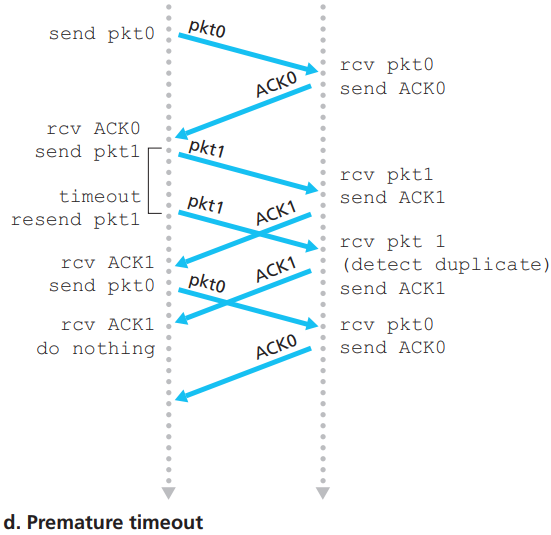 send pkt0
pkt0
rcv pkt0
send ACK0
ACK0
rcv ACK0
send pkt1
pkt1
rcv pkt1
send ACK1
timeout
resend pkt1
pkt1
ACK1
rcv pkt 1
(detect duplicate)
send ACK1
rcv ACK1
send pkt0
pkt0
ACK1
rcv ACK1
do nothing
rcv pkt0
send ACK0
ACK0
d. Premature timeout